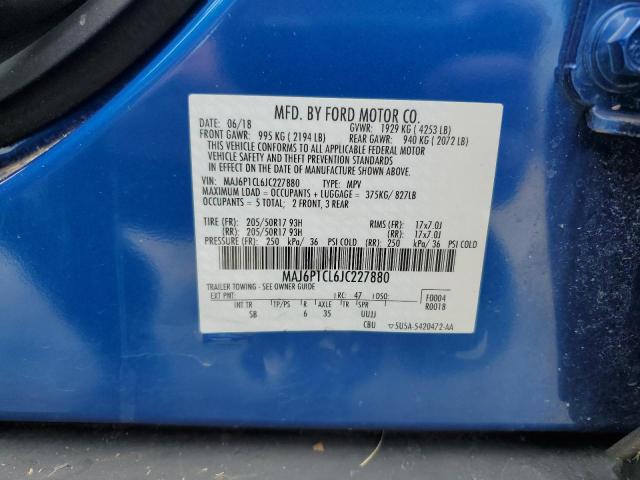 MFD. BY FORD MOTOR CO.
DATE: 06/18 GVWR: 1929 KG ( 4253 LB)
FRONT GAWR: 995 KG ( 2194 LB) REAR GAWR: 940 KG ( 2072 LB)
THIS VEHICLE CONFORMS TO ALL APPLICABLE FEDERAL MOTOR
VEHICLE SAFETY, BUMPER, AND THEFT PREVENTION STANDARDS
IN EFFECT ON THE DATE OF MANUFACTURE SHOWN ABOVE.
VIN: MAJ6P1CL6JC227880 TYPE: MPV
MAXIMUM LOAD = OCCUPANTS + LUGGAGE = 375KG/ 827LB
OCCUPANTS = 5 TOTAL: 2 FRONT, 3 REAR
TIRE (FR): 205/50R17 93H RIMS (FR): 17x7.0J
(RR): 205/50R17 93H (RR): 17x7.0J
PRESSURE (FR): 250 kPa/ 36 PSI COLD (RR): 250 kPa/ 36 PSI COLD
MAJ6P1CL6JC227880
TRAILER TOWING - SEE OWNER GUIDE
EXT PNT: RC: 47 DSO: F0004
INT TR TP/PS R AXLE TR SPR R0018
SB 6 35 UUJJ
CBU 5U5A-5420472-AA